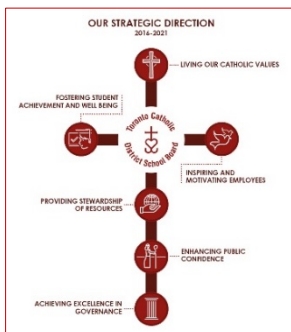 OUR STRATEGIC DIRECTION
2016-2021
LIVING OUR CATHOLIC VALUES
FOSTERING STUDENT
ACHIEVEMENT AND WELL BEING
Toronto Catholic
District School Board
INSPIRING AND
MOTIVATING EMPLOYEES
PROVIDING STEWARDSHIP
OF RESOURCES
ENHANCING PUBLIC
CONFIDENCE
ACHIEVING EXCELLENCE IN
GOVERNANCE